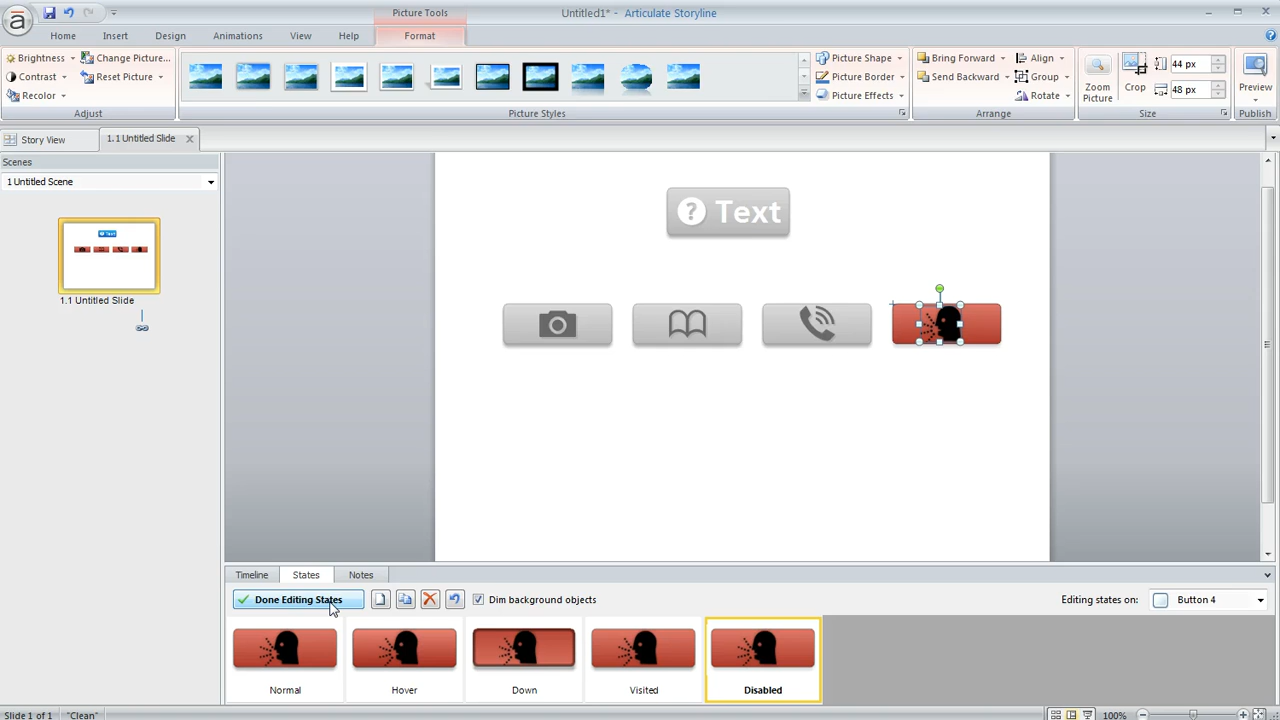 Picture Tools
Untitled1* - Articulate Storyline
Home Insert Design Animations View Help Format
Brightness Change Picture... Picture Shape Bring Forward Align 44 px
Contrast Reset Picture Picture Border Send Backward Group Zoom Picture Crop 48 px Preview
Recolor Picture Effects Rotate
Adjust Picture Styles Arrange Size Publish
Story View 1.1 Untitled Slide
Scenes
1 Untitled Scene
? Text
Text
1.1 Untitled Slide
Timeline States Notes
Done Editing States Dim background objects Editing states on: Button 4
Normal Hover Down Visited Disabled
Slide 1 of 1 "Clean" 100%